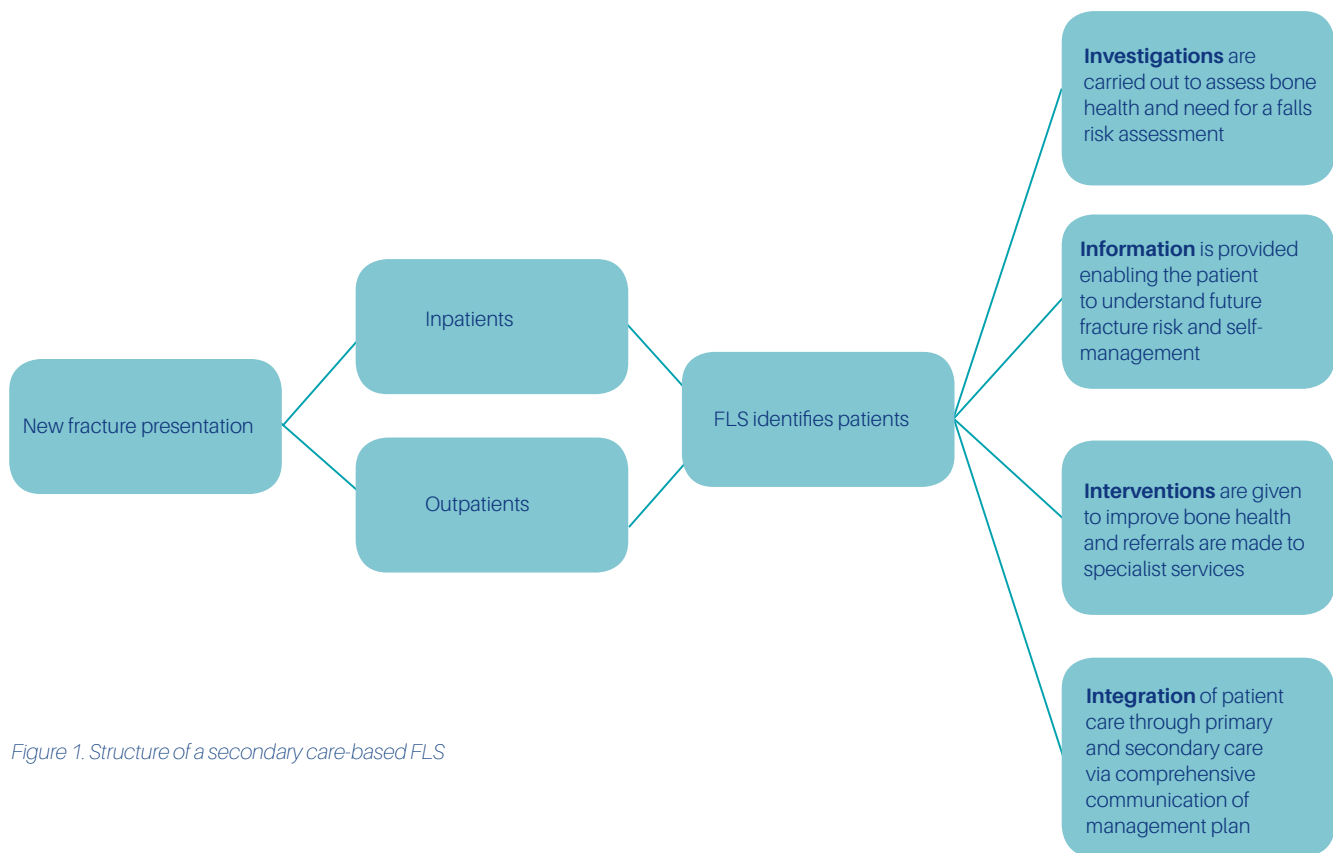 New fracture presentation
Inpatients
Outpatients
FLS identifies patients
Investigations are
carried out to assess bone
health and need for a falls
risk assessment
Information is provided
enabling the patient
to understand future
fracture risk and self-
management
Interventions are given
to improve bone health
and referrals are made to
specialist services
Integration of patient
care through primary
and secondary care
via comprehensive
communication of
management plan
Figure 1. Structure of a secondary care-based FLS